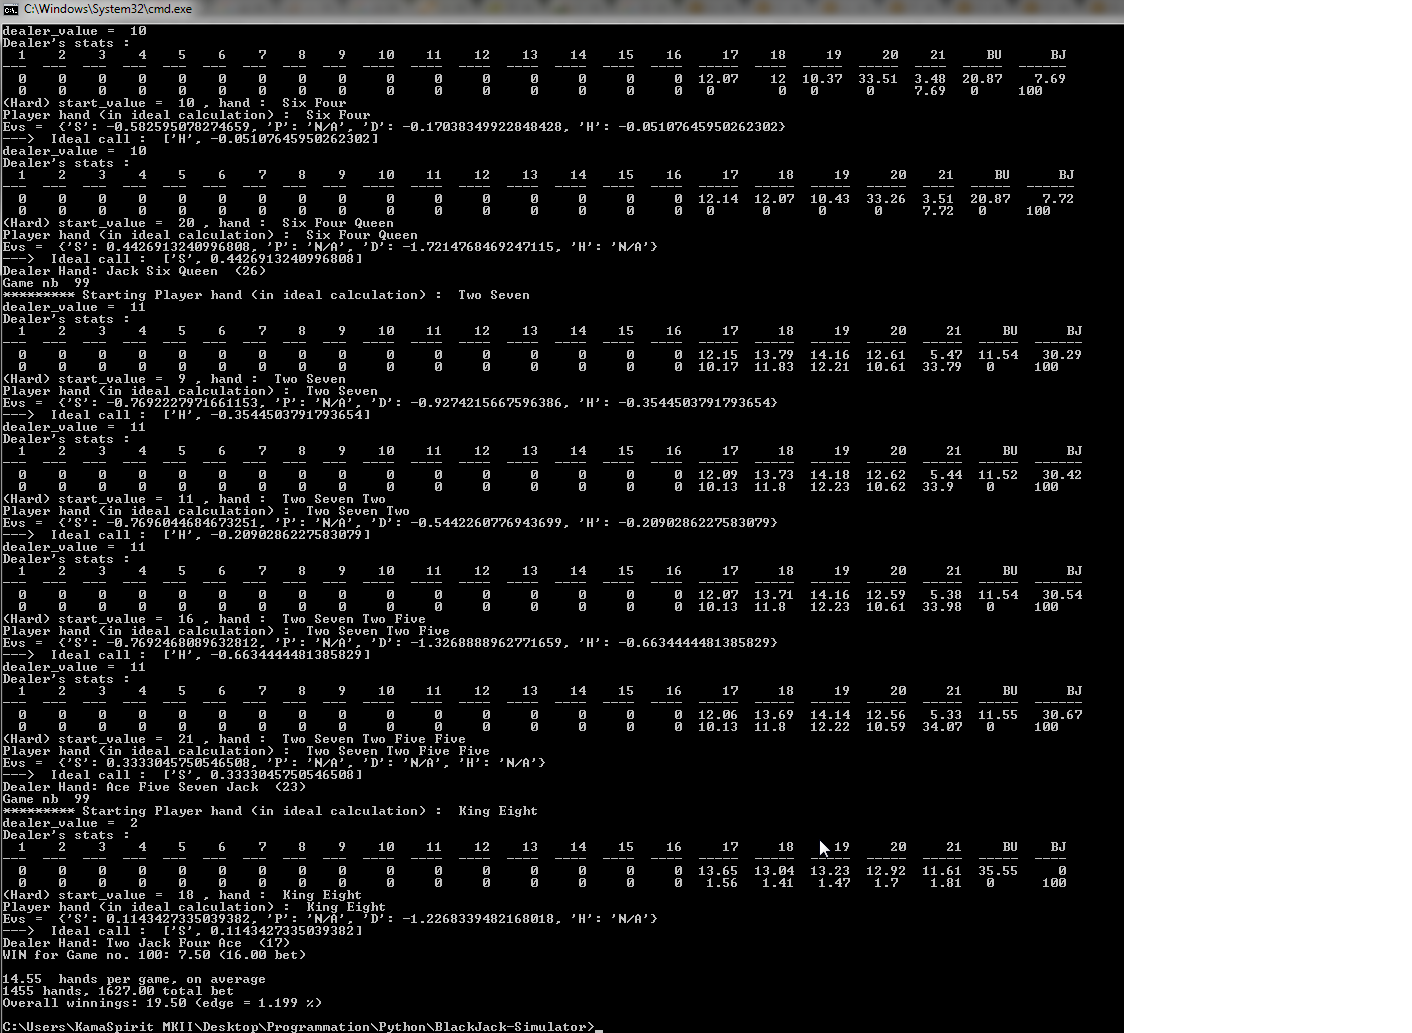 C:\Windows\System32\cmd.exe
dealer_value =  10
Dealer's stats :
1 2 3 4 5 6 7 8 9 10 11 12 13 14 15 16 17 18 19 20 21 BU BJ
--- --- --- --- --- --- --- --- --- ---- ---- ---- ---- ---- ---- ---- ----- ----- ----- ----- ---- ----- ------
0 0 0 0 0 0 0 0 0 0 0 0 0 0 0 0 12.07 12 10.37 33.51 3.48 20.87 7.69
0 0 0 0 0 0 0 0 0 0 0 0 0 0 0 0 0 0 0 0 7.69 0 100
(Hard) start_value =  10 , hand :  Six Four
Player hand (in ideal calculation) :  Six Four
Evs =  {'S': -0.582595078274659, 'P': 'N/A', 'D': -0.17038349922848428, 'H': -0.05107645950262302}
--->  Ideal call :  ['H', -0.05107645950262302]
dealer_value =  10
Dealer's stats :
1 2 3 4 5 6 7 8 9 10 11 12 13 14 15 16 17 18 19 20 21 BU BJ
--- --- --- --- --- --- --- --- --- ---- ---- ---- ---- ---- ---- ---- ----- ----- ----- ----- ---- ----- ------
0 0 0 0 0 0 0 0 0 0 0 0 0 0 0 0 12.14 12.07 10.43 33.26 3.51 20.87 7.72
0 0 0 0 0 0 0 0 0 0 0 0 0 0 0 0 0 0 0 0 7.72 0 100
(Hard) start_value =  20 , hand :  Six Four Queen
Player hand (in ideal calculation) :  Six Four Queen
Evs =  {'S': 0.4426913240996808, 'P': 'N/A', 'D': -1.7214768469247115, 'H': 'N/A'}
--->  Ideal call :  ['S', 0.4426913240996808]
Dealer Hand: Jack Six Queen  (26)
Game nb  99
********* Starting Player hand (in ideal calculation) :  Two Seven
dealer_value =  11
Dealer's stats :
1 2 3 4 5 6 7 8 9 10 11 12 13 14 15 16 17 18 19 20 21 BU BJ
--- --- --- --- --- --- --- --- --- ---- ---- ---- ---- ---- ---- ---- ----- ----- ----- ----- ----- ----- ------
0 0 0 0 0 0 0 0 0 0 0 0 0 0 0 0 12.15 13.79 14.16 12.61 5.47 11.54 30.29
0 0 0 0 0 0 0 0 0 0 0 0 0 0 0 0 10.17 11.83 12.21 10.61 33.79 0 100
(Hard) start_value =  9 , hand :  Two Seven
Player hand (in ideal calculation) :  Two Seven
Evs =  {'S': -0.7692227971661153, 'P': 'N/A', 'D': -0.9274215667596386, 'H': -0.3544503791793654}
--->  Ideal call :  ['H', -0.3544503791793654]
dealer_value =  11
Dealer's stats :
1 2 3 4 5 6 7 8 9 10 11 12 13 14 15 16 17 18 19 20 21 BU BJ
--- --- --- --- --- --- --- --- --- ---- ---- ---- ---- ---- ---- ---- ----- ----- ----- ----- ----- ----- ------
0 0 0 0 0 0 0 0 0 0 0 0 0 0 0 0 12.09 13.73 14.18 12.62 5.44 11.52 30.42
0 0 0 0 0 0 0 0 0 0 0 0 0 0 0 0 10.13 11.8 12.23 10.62 33.9 0 100
(Hard) start_value =  11 , hand :  Two Seven Two
Player hand (in ideal calculation) :  Two Seven Two
Evs =  {'S': -0.7696044684673251, 'P': 'N/A', 'D': -0.5442260776943699, 'H': -0.2090286227583079}
--->  Ideal call :  ['H', -0.2090286227583079]
dealer_value =  11
Dealer's stats :
1 2 3 4 5 6 7 8 9 10 11 12 13 14 15 16 17 18 19 20 21 BU BJ
--- --- --- --- --- --- --- --- --- ---- ---- ---- ---- ---- ---- ---- ----- ----- ----- ----- ----- ----- ------
0 0 0 0 0 0 0 0 0 0 0 0 0 0 0 0 12.07 13.71 14.16 12.59 5.38 11.54 30.54
0 0 0 0 0 0 0 0 0 0 0 0 0 0 0 0 10.13 11.8 12.23 10.61 33.98 0 100
(Hard) start_value =  16 , hand :  Two Seven Two Five
Player hand (in ideal calculation) :  Two Seven Two Five
Evs =  {'S': -0.7692468089632812, 'P': 'N/A', 'D': -1.3268888962771659, 'H': -0.6634444481385829}
--->  Ideal call :  ['H', -0.6634444481385829]
dealer_value =  11
Dealer's stats :
1 2 3 4 5 6 7 8 9 10 11 12 13 14 15 16 17 18 19 20 21 BU BJ
--- --- --- --- --- --- --- --- --- ---- ---- ---- ---- ---- ---- ---- ----- ----- ----- ----- ----- ----- ------
0 0 0 0 0 0 0 0 0 0 0 0 0 0 0 0 12.06 13.69 14.14 12.56 5.33 11.55 30.67
0 0 0 0 0 0 0 0 0 0 0 0 0 0 0 0 10.13 11.8 12.22 10.59 34.07 0 100
(Hard) start_value =  21 , hand :  Two Seven Two Five Five
Player hand (in ideal calculation) :  Two Seven Two Five Five
Evs =  {'S': 0.3333045750546508, 'P': 'N/A', 'D': 'N/A', 'H': 'N/A'}
--->  Ideal call :  ['S', 0.3333045750546508]
Dealer Hand: Ace Five Seven Jack  (23)
Game nb  99
********* Starting Player hand (in ideal calculation) :  King Eight
dealer_value =  2
Dealer's stats :
1 2 3 4 5 6 7 8 9 10 11 12 13 14 15 16 17 18 19 20 21 BU BJ
--- --- --- --- --- --- --- --- --- ---- ---- ---- ---- ---- ---- ---- ----- ----- ----- ----- ----- ----- ----
0 0 0 0 0 0 0 0 0 0 0 0 0 0 0 0 13.65 13.04 13.23 12.92 11.61 35.55 0
0 0 0 0 0 0 0 0 0 0 0 0 0 0 0 0 1.56 1.41 1.47 1.7 1.81 0 100
(Hard) start_value =  18 , hand :  King Eight
Player hand (in ideal calculation) :  King Eight
Evs =  {'S': 0.1143427335039382, 'P': 'N/A', 'D': -1.2268339482168018, 'H': 'N/A'}
--->  Ideal call :  ['S', 0.1143427335039382]
Dealer Hand: Two Jack Four Ace  (17)
WIN for Game no. 100: 7.50 (16.00 bet)
14.55  hands per game, on average
1455 hands, 1627.00 total bet
Overall winnings: 19.50 (edge = 1.199 %)
C:\Users\KamaSpirit MKII\Desktop\Programmation\Python\BlackJack-Simulator>_